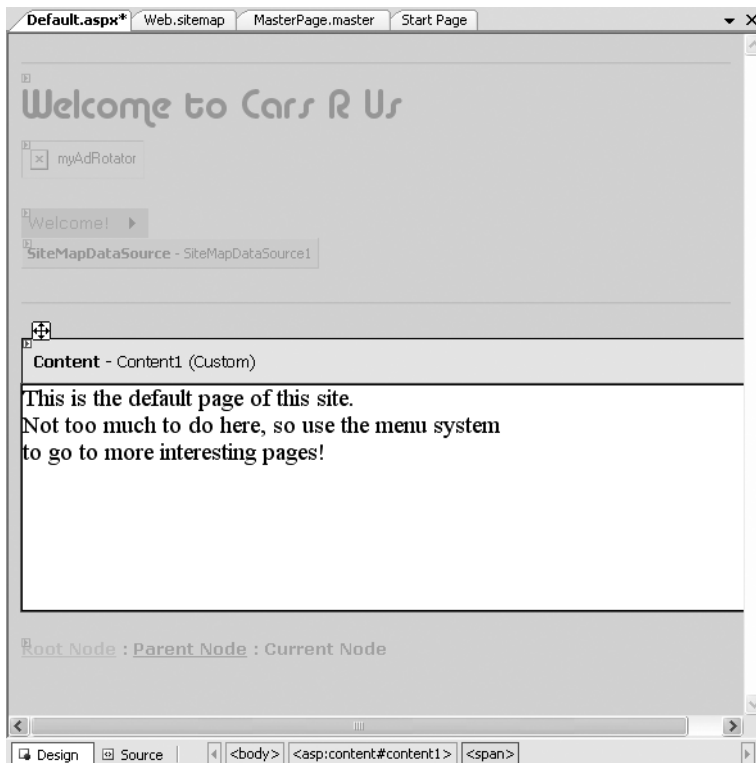 Default.aspx* Web.sitemap MasterPage.master Start Page
Welcome to Cars R Us
myAdRotator
Welcome!
SiteMapDataSource - SiteMapDataSource1
Content - Content1 (Custom)
This is the default page of this site.
Not too much to do here, so use the menu system
to go to more interesting pages!
Root Node : Parent Node : Current Node
Design Source <body> <asp:content#content1> <span>